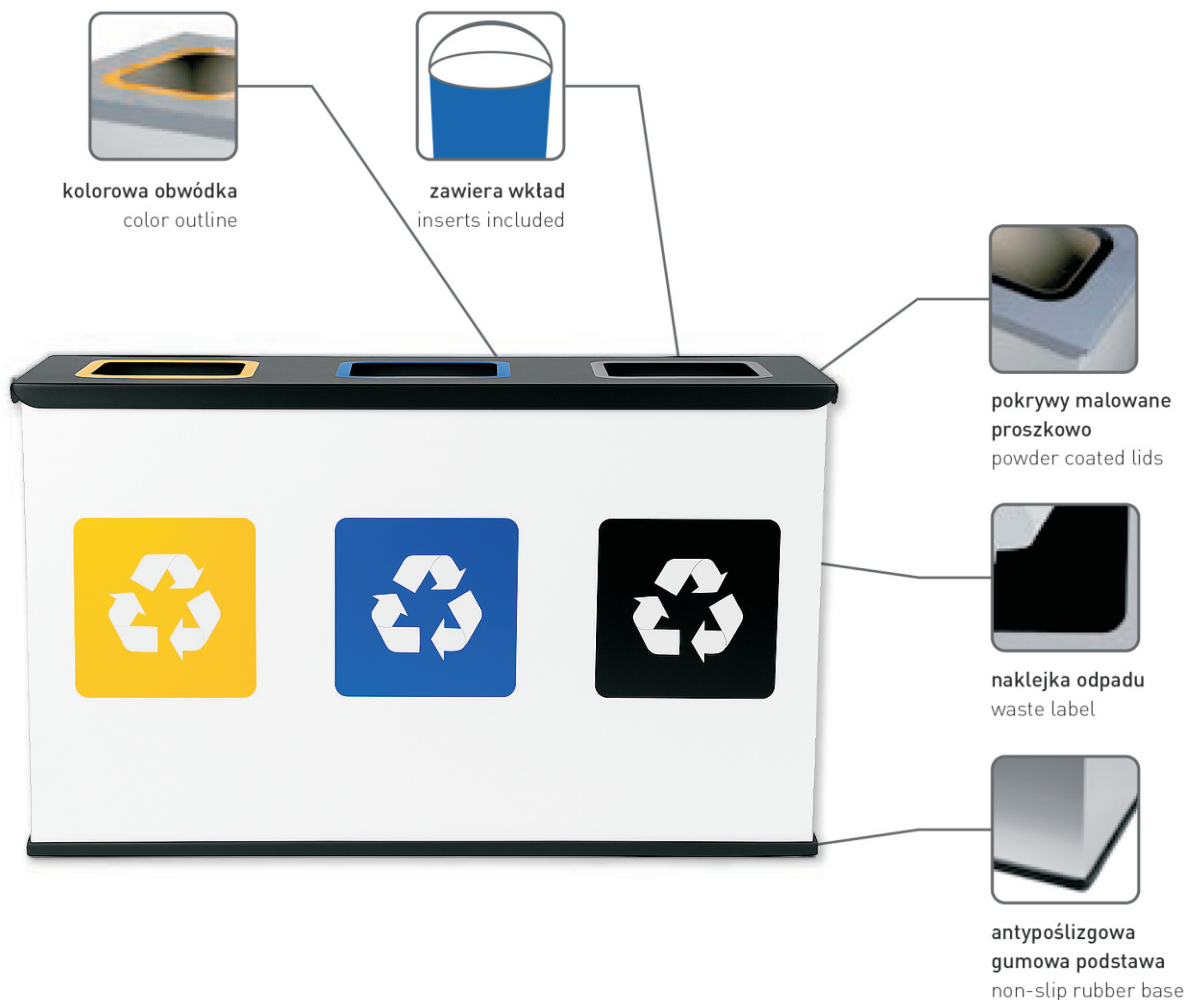 kolorowa obwódka
color outline
zawiera wkład
inserts included
pokrywy malowane
proszkowo
powder coated lids
naklejka odpadu
waste label
antypoślizgowa
gumowa podstawa
non-slip rubber base